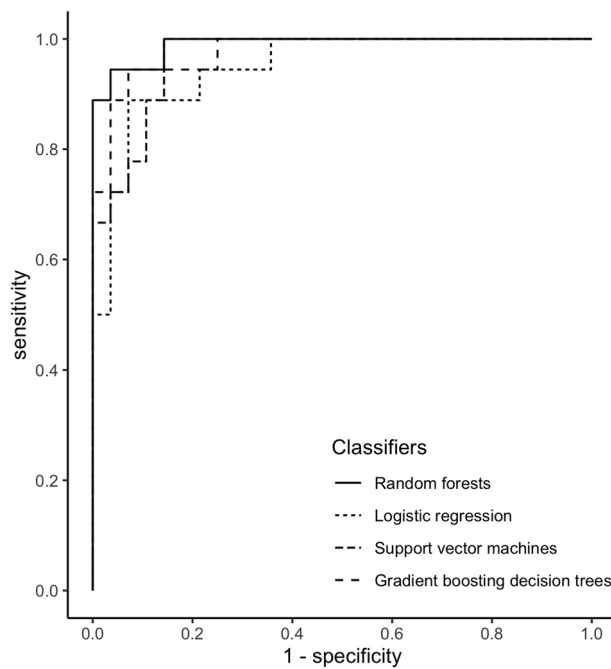 1.0
0.8
0.6
0.4
0.2
0.0
sensitivity
Classifiers
Random forests
Logistic regression
Support vector machines
Gradient boosting decision trees
0.0 0.2 0.4 0.6 0.8 1.0
1 - specificity